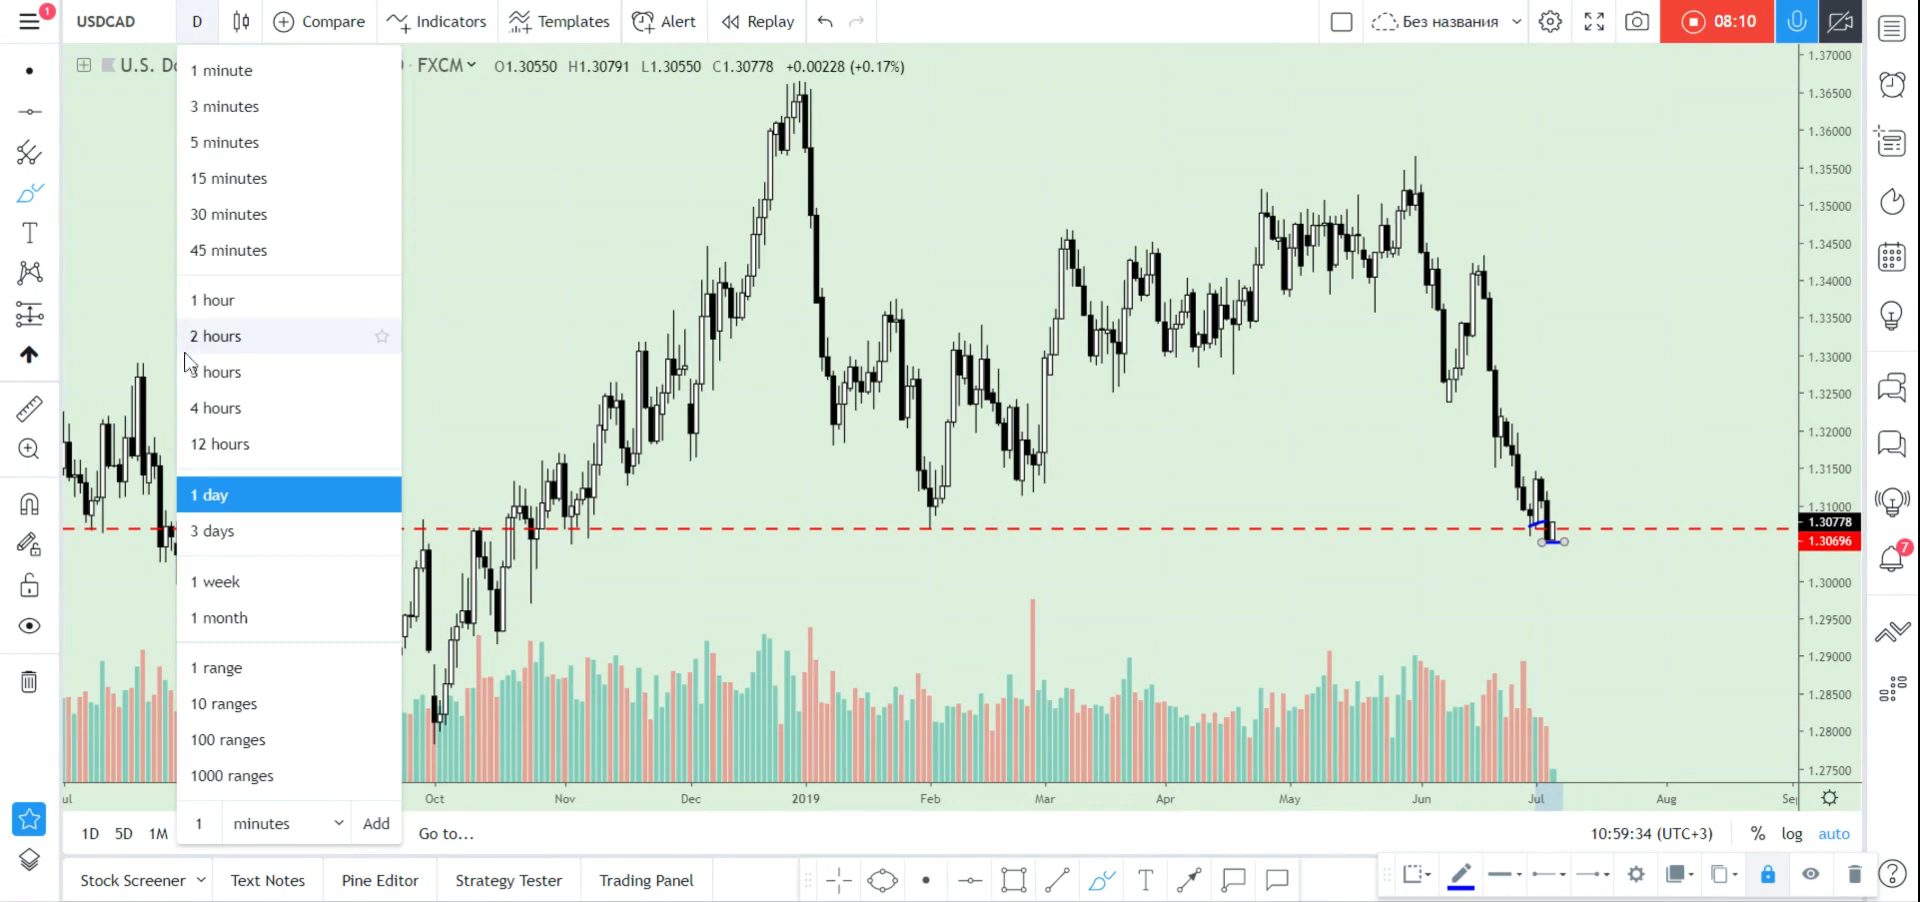 1
USDCAD
D
Compare
Indicators
Templates
Alert
Replay
Без названия
08:10
U.S. Do
· FXCM
O1.30550 H1.30791 L1.30550 C1.30778 +0.00228 (+0.17%)
1 minute
3 minutes
5 minutes
15 minutes
30 minutes
45 minutes
1 hour
2 hours
3 hours
4 hours
12 hours
1 day
3 days
1 week
1 month
1 range
10 ranges
100 ranges
1000 ranges
1 minutes Add
1.37000
1.36500
1.36000
1.35500
1.35000
1.34500
1.34000
1.33500
1.33000
1.32500
1.32000
1.31500
1.31000
1.30778
1.30696
1.30000
1.29500
1.29000
1.28500
1.28000
1.27500
7
ul Oct Nov Dec 2019 Feb Mar Apr May Jun Jul Aug Sep
1D 5D 1M
Go to...
10:59:34 (UTC+3)
% log auto
Stock Screener
Text Notes
Pine Editor
Strategy Tester
Trading Panel